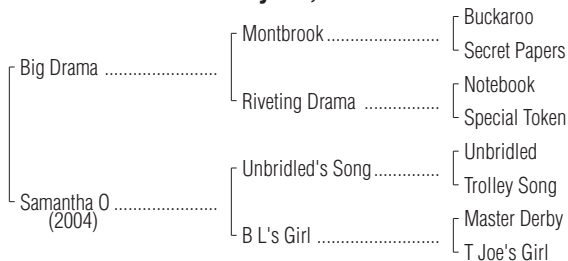 Buckaroo
Montbrook
Secret Papers
Big Drama
Notebook
Riveting Drama
Special Token
Unbridled
Unbridled's Song
Trolley Song
Samantha O
(2004)
Master Derby
B L's Girl
T Joe's Girl